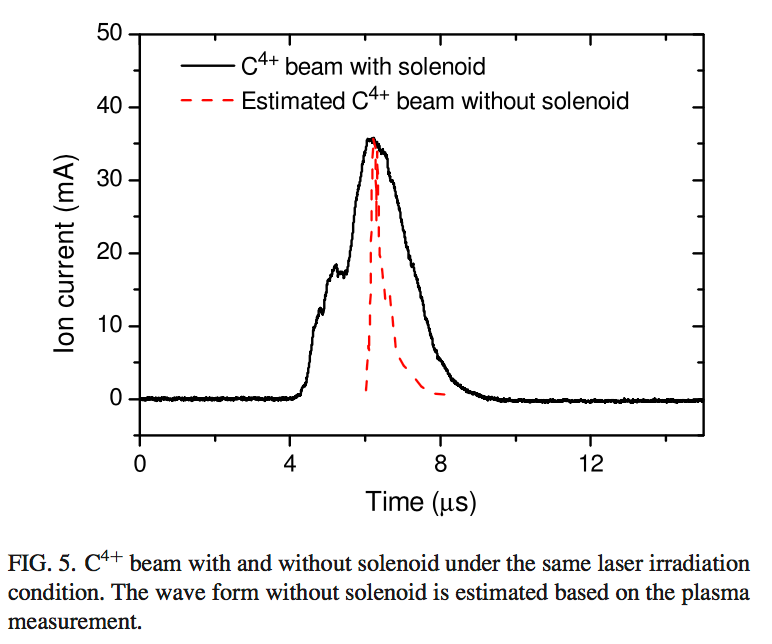 50
40
30
20
10
0
Ion current (mA)
C4+ beam with solenoid
Estimated C4+ beam without solenoid
0 4 8 12
Time (μs)
FIG. 5. C4+ beam with and without solenoid under the same laser irradiation
condition. The wave form without solenoid is estimated based on the plasma
measurement.